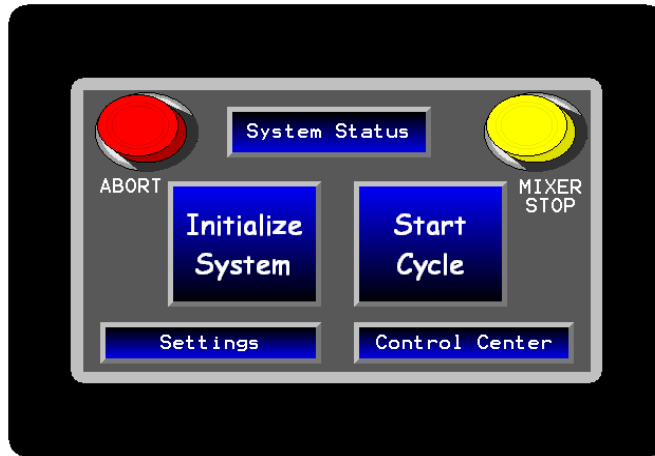 System Status
ABORT
MIXER
STOP
Initialize
System
Start
Cycle
Settings
Control Center